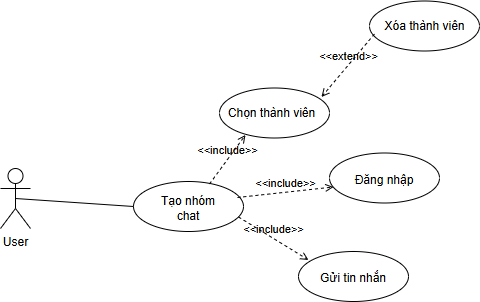 Xóa thành viên
<<extend>>
Chọn thành viên
<<include>>
Đăng nhập
<<include>>
Tạo nhóm
chat
<<include>>
User
Gửi tin nhắn